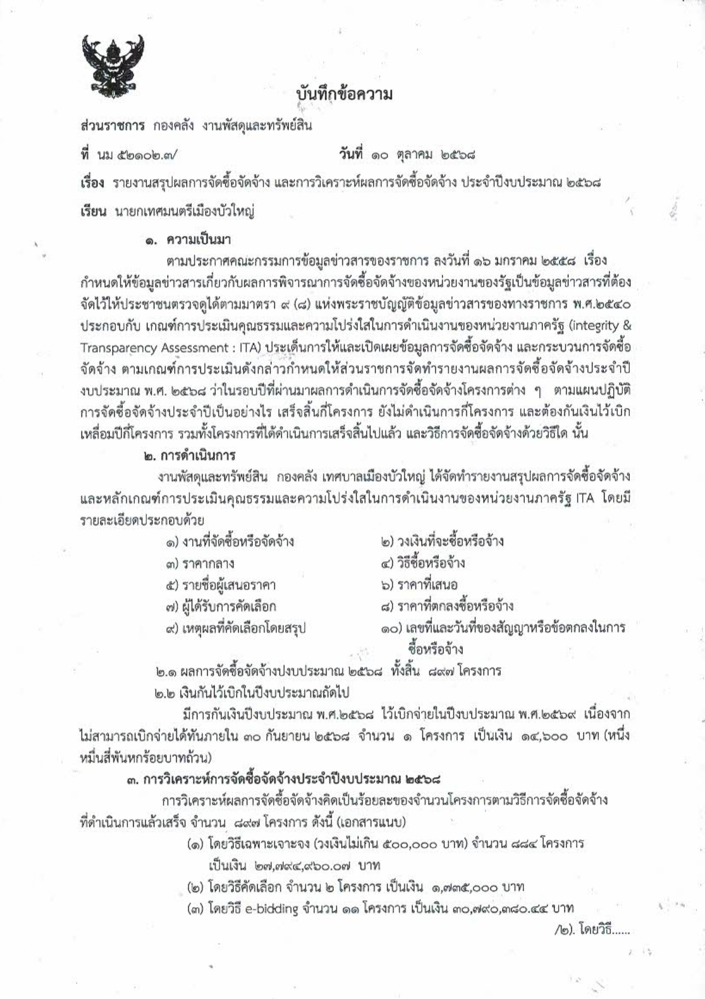 บันทึกข้อความ
ส่วนราชการ กองคลัง งานพัสดุและทรัพย์สิน
ที่ นม ๕๒๑๐๒.๓/ วันที่ ๑๐ ตุลาคม ๒๕๖๘
เรื่อง รายงานสรุปผลการจัดซื้อจัดจ้าง และการวิเคราะห์ผลการจัดซื้อจัดจ้าง ประจำปีงบประมาณ ๒๕๖๘
เรียน นายกเทศมนตรีเมืองบัวใหญ่
๑. ความเป็นมา
ตามประกาศคณะกรรมการข้อมูลข่าวสารของราชการ ลงวันที่ ๑๖ มกราคม ๒๕๕๘ เรื่อง
กำหนดให้ข้อมูลข่าวสารเกี่ยวกับผลการพิจารณาการจัดซื้อจัดจ้างของหน่วยงานของรัฐเป็นข้อมูลข่าวสารที่ต้อง
จัดไว้ให้ประชาชนตรวจดูได้ตามมาตรา ๙ (๘) แห่งพระราชบัญญัติข้อมูลข่าวสารของทางราชการ พ.ศ.๒๕๔๐
ประกอบกับ เกณฑ์การประเมินคุณธรรมและความโปร่งใสในการดำเนินงานของหน่วยงานภาครัฐ (integrity &
Transparency Assessment : ITA) ประเด็นการให้และเปิดเผยข้อมูลการจัดซื้อจัดจ้าง และกระบวนการจัดซื้อ
จัดจ้าง ตามเกณฑ์การประเมินดังกล่าวกำหนดให้ส่วนราชการจัดทำรายงานผลการจัดซื้อจัดจ้างประจำปี
งบประมาณ พ.ศ. ๒๕๖๘ ว่าในรอบปีที่ผ่านมาผลการดำเนินการจัดซื้อจัดจ้างโครงการต่าง ๆ ตามแผนปฏิบัติ
การจัดซื้อจัดจ้างประจำปีเป็นอย่างไร เสร็จสิ้นกี่โครงการ ยังไม่ดำเนินการกี่โครงการ และต้องกันเงินไว้เบิก
เหลื่อมปีกี่โครงการ รวมทั้งโครงการที่ได้ดำเนินการเสร็จสิ้นไปแล้ว และวิธีการจัดซื้อจัดจ้างด้วยวิธีใด นั้น
๒. การดำเนินการ
งานพัสดุและทรัพย์สิน กองคลัง เทศบาลเมืองบัวใหญ่ ได้จัดทำรายงานสรุปผลการจัดซื้อจัดจ้าง
และหลักเกณฑ์การประเมินคุณธรรมและความโปร่งใสในการดำเนินงานของหน่วยงานภาครัฐ ITA โดยมี
รายละเอียดประกอบด้วย
๑) งานที่จัดซื้อหรือจัดจ้าง ๒) วงเงินที่จะซื้อหรือจ้าง
๓) ราคากลาง ๔) วิธีซื้อหรือจ้าง
๕) รายชื่อผู้เสนอราคา ๖) ราคาที่เสนอ
๗) ผู้ได้รับการคัดเลือก ๘) ราคาที่ตกลงซื้อหรือจ้าง
๙) เหตุผลที่คัดเลือกโดยสรุป ๑๐) เลขที่และวันที่ของสัญญาหรือข้อตกลงในการ
ซื้อหรือจ้าง
๒.๑ ผลการจัดซื้อจัดจ้างปงบประมาณ ๒๕๖๘ ทั้งสิ้น ๘๙๗ โครงการ
๒.๒ เงินกันไว้เบิกในปีงบประมาณถัดไป
มีการกันเงินปีงบประมาณ พ.ศ.๒๕๖๘ ไว้เบิกจ่ายในปีงบประมาณ พ.ศ.๒๕๖๙ เนื่องจาก
ไม่สามารถเบิกจ่ายได้ทันภายใน ๓๐ กันยายน ๒๕๖๘ จำนวน ๑ โครงการ เป็นเงิน ๑๔,๖๐๐ บาท (หนึ่ง
หมื่นสี่พันหกร้อยบาทถ้วน)
๓. การวิเคราะห์การจัดซื้อจัดจ้างประจำปีงบประมาณ ๒๕๖๘
การวิเคราะห์ผลการจัดซื้อจัดจ้างคิดเป็นร้อยละของจำนวนโครงการตามวิธีการจัดซื้อจัดจ้าง
ที่ดำเนินการแล้วเสร็จ จำนวน ๘๙๗ โครงการ ดังนี้ (เอกสารแนบ)
(๑) โดยวิธีเฉพาะเจาะจง (วงเงินไม่เกิน ๕๐๐,๐๐๐ บาท) จำนวน ๘๘๔ โครงการ
เป็นเงิน ๒๗,๗๙๔,๙๖๐.๐๗ บาท
(๒) โดยวิธีคัดเลือก จำนวน ๒ โครงการ เป็นเงิน ๑,๗๓๕,๐๐๐ บาท
(๓) โดยวิธี e-bidding จำนวน ๑๑ โครงการ เป็นเงิน ๓๐,๗๙๐,๓๘๐.๔๔ บาท
/๒). โดยวิธี......